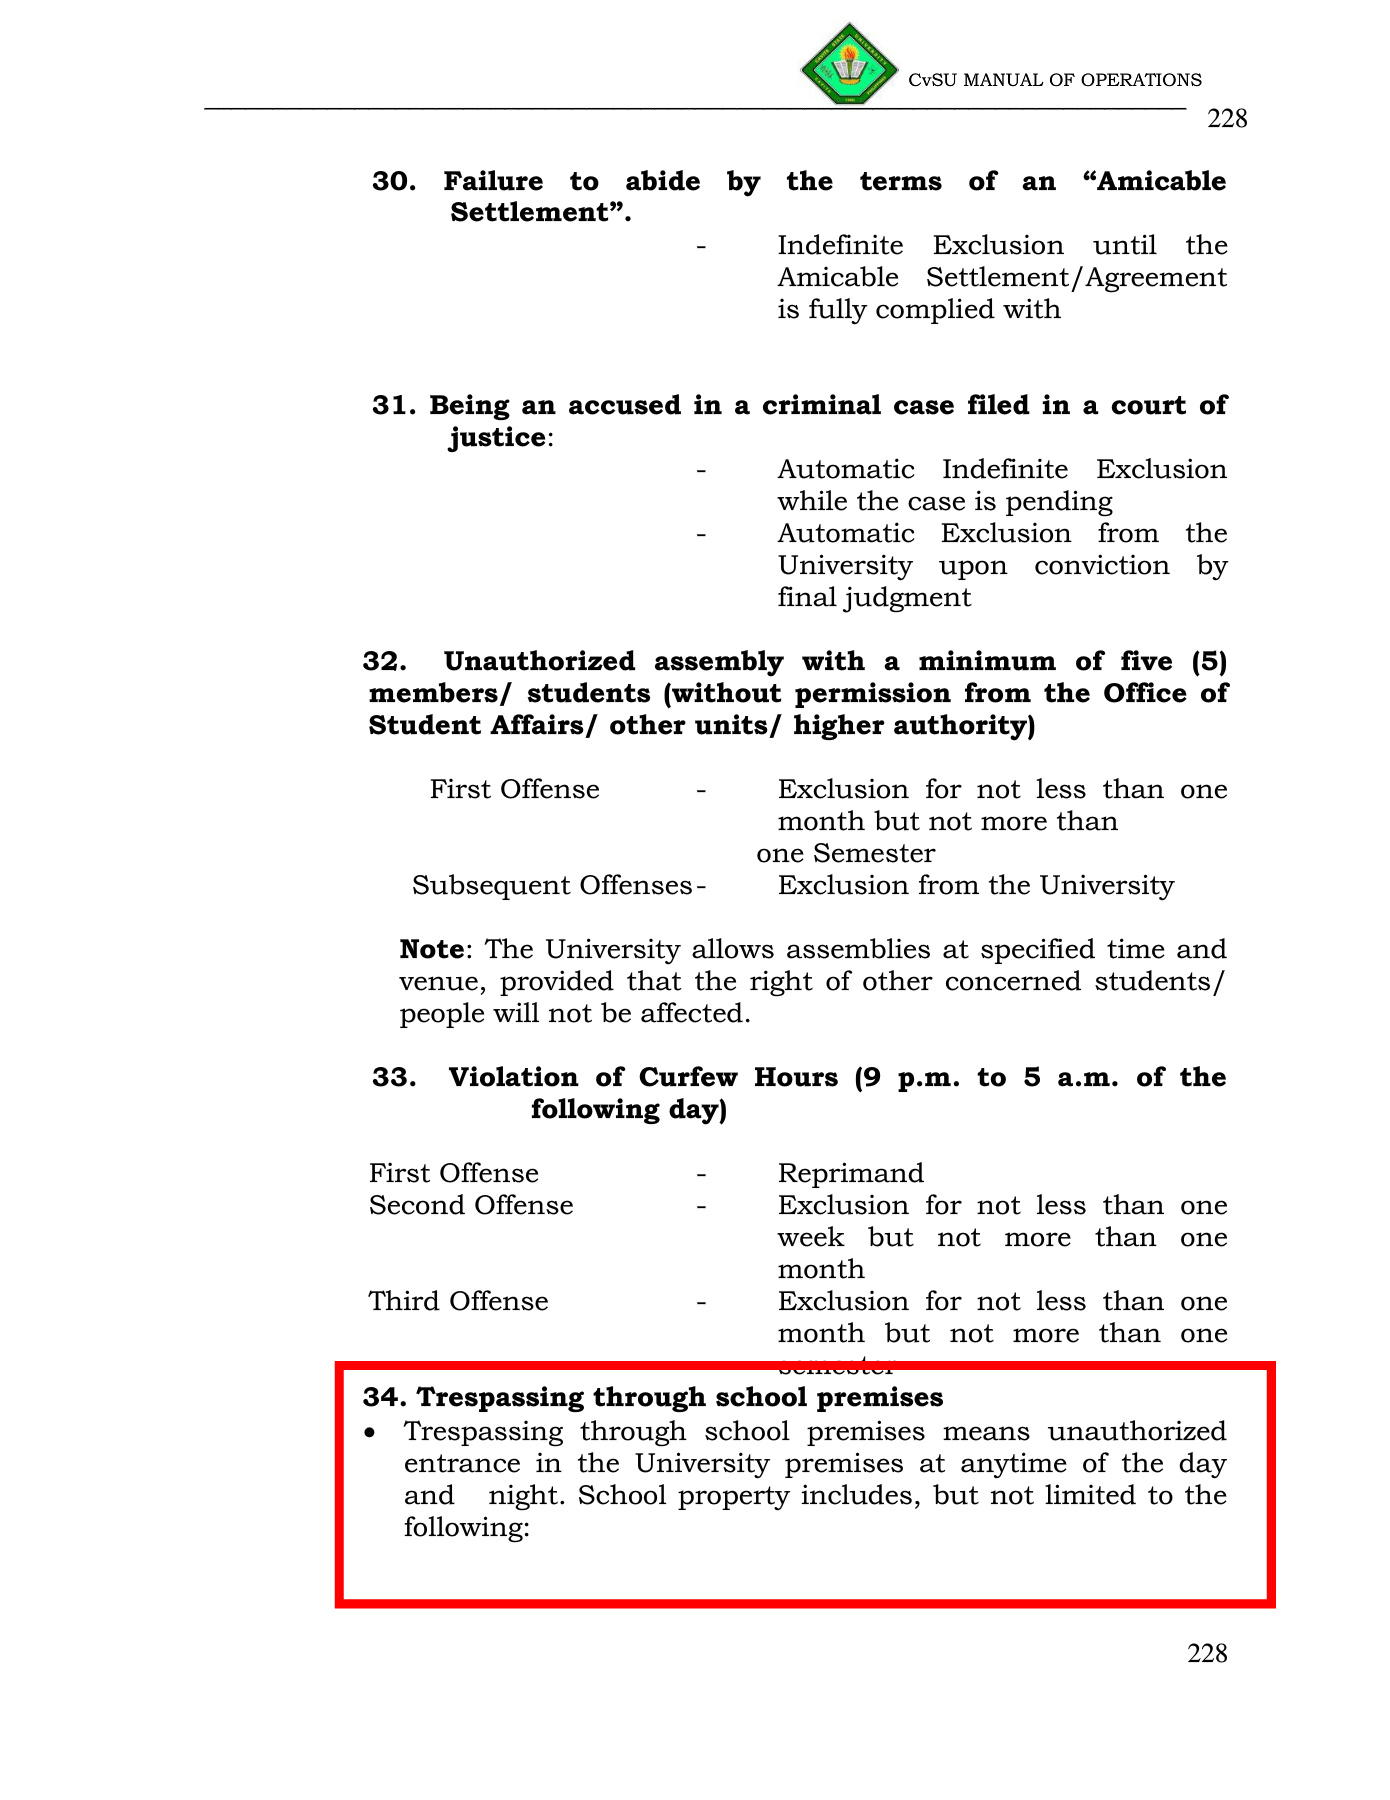 CvSU MANUAL OF OPERATIONS
228
30. Failure to abide by the terms of an “Amicable
Settlement”.
- Indefinite Exclusion until the
Amicable Settlement/Agreement
is fully complied with
31. Being an accused in a criminal case filed in a court of
justice:
- Automatic Indefinite Exclusion
while the case is pending
- Automatic Exclusion from the
University upon conviction by
final judgment
32. Unauthorized assembly with a minimum of five (5)
members/ students (without permission from the Office of
Student Affairs/ other units/ higher authority)
First Offense - Exclusion for not less than one
month but not more than
one Semester
Subsequent Offenses - Exclusion from the University
Note: The University allows assemblies at specified time and
venue, provided that the right of other concerned students/
people will not be affected.
33. Violation of Curfew Hours (9 p.m. to 5 a.m. of the
following day)
First Offense - Reprimand
Second Offense - Exclusion for not less than one
week but not more than one
month
Third Offense - Exclusion for not less than one
month but not more than one
semester
34. Trespassing through school premises
• Trespassing through school premises means unauthorized
entrance in the University premises at anytime of the day
and night. School property includes, but not limited to the
following:
228